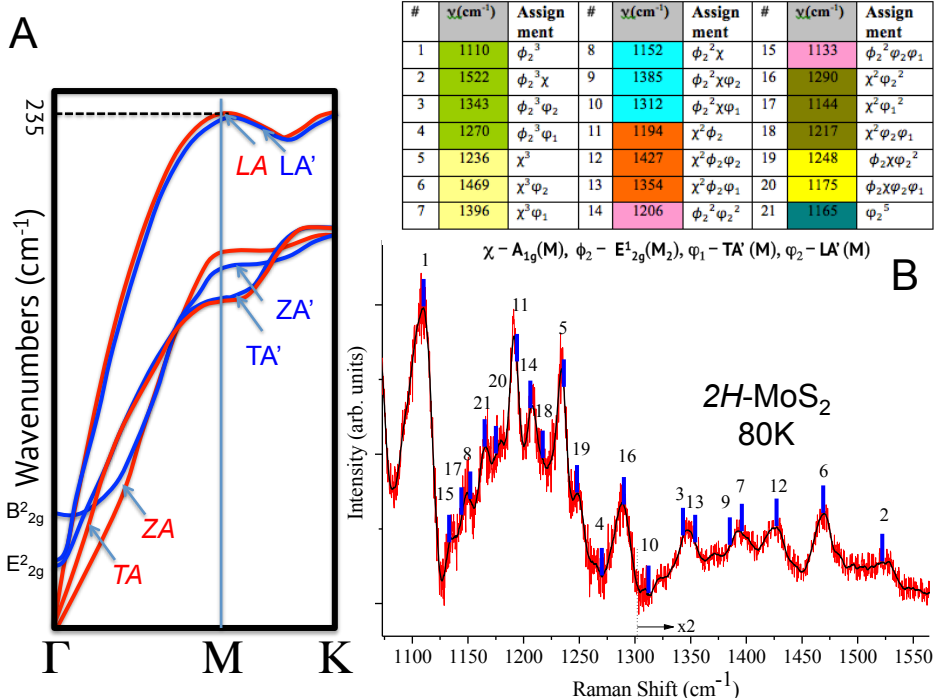 A
# ν(cm⁻¹) Assign ment # ν(cm⁻¹) Assign ment # ν(cm⁻¹) Assign ment
1 1110 ϕ₂³ 8 1152 ϕ₂²χ 15 1133 ϕ₂²φ₂φ₁
2 1522 ϕ₂³χ 9 1385 ϕ₂²χφ₂ 16 1290 χ²φ₂²
3 1343 ϕ₂³φ₂ 10 1312 ϕ₂²χφ₁ 17 1144 χ²φ₁²
4 1270 ϕ₂³φ₁ 11 1194 χ²ϕ₂ 18 1217 χ²φ₂φ₁
5 1236 χ³ 12 1427 χ²ϕ₂φ₂ 19 1248 ϕ₂χφ₂²
6 1469 χ³φ₂ 13 1354 χ²ϕ₂φ₁ 20 1175 ϕ₂χφ₂φ₁
7 1396 χ³φ₁ 14 1206 ϕ₂²φ₂² 21 1165 φ₂⁵
χ – A₁g(M), ϕ₂ – E¹₂g(M₂), φ₁ – TA' (M), φ₂ – LA' (M)
235
LA LA'
ZA'
TA'
ZA
TA
B²₂g
E²₂g
Wavenumbers (cm⁻¹)
Γ M K
B
2H-MoS₂
80K
1
11
5
14
20
21
18
8
17
15
19
16
4
10
3 13
9
7
12
6
2
x2
Intensity (arb. units)
1100 1150 1200 1250 1300 1350 1400 1450 1500 1550
Raman Shift (cm⁻¹)